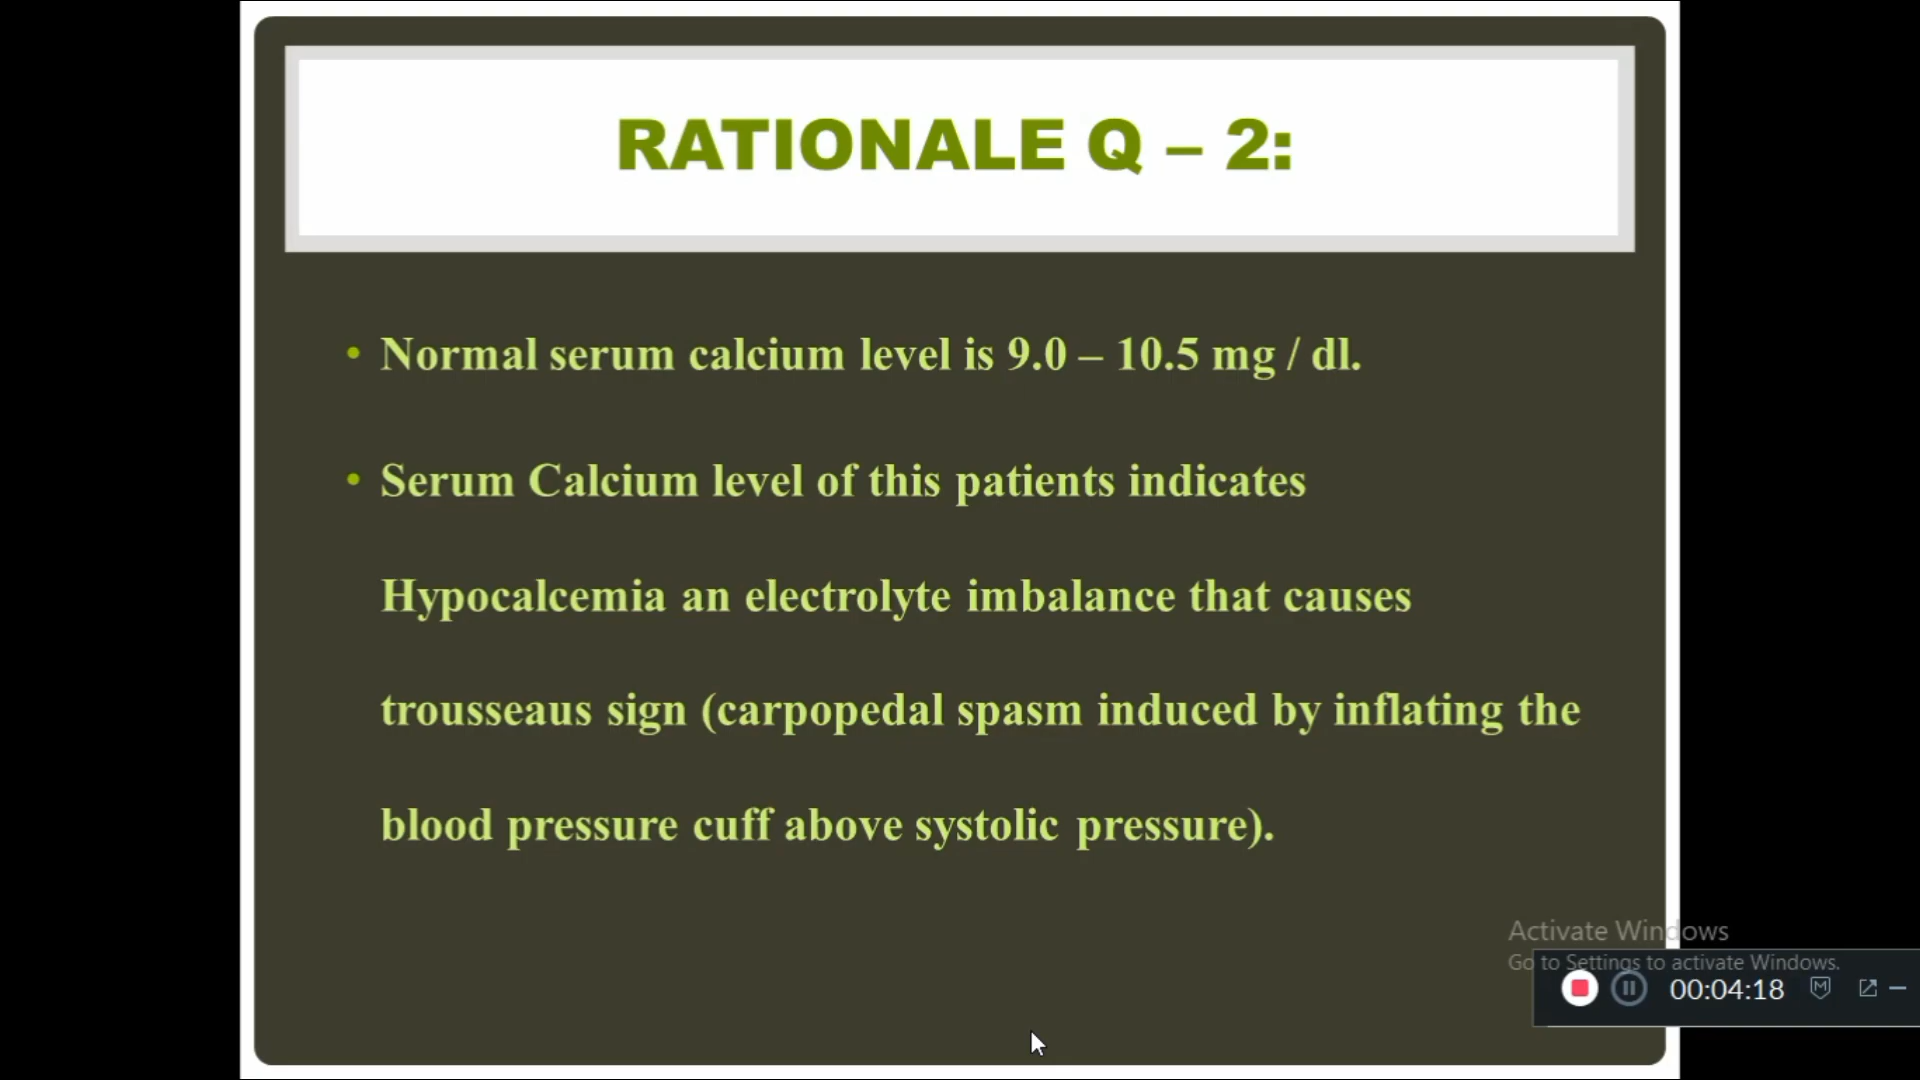 RATIONALE Q – 2:
• Normal serum calcium level is 9.0 – 10.5 mg / dl.
• Serum Calcium level of this patients indicates
Hypocalcemia an electrolyte imbalance that causes
trousseaus sign (carpopedal spasm induced by inflating the
blood pressure cuff above systolic pressure).
Activate Windows
Go to Settings to activate Windows.
00:04:18